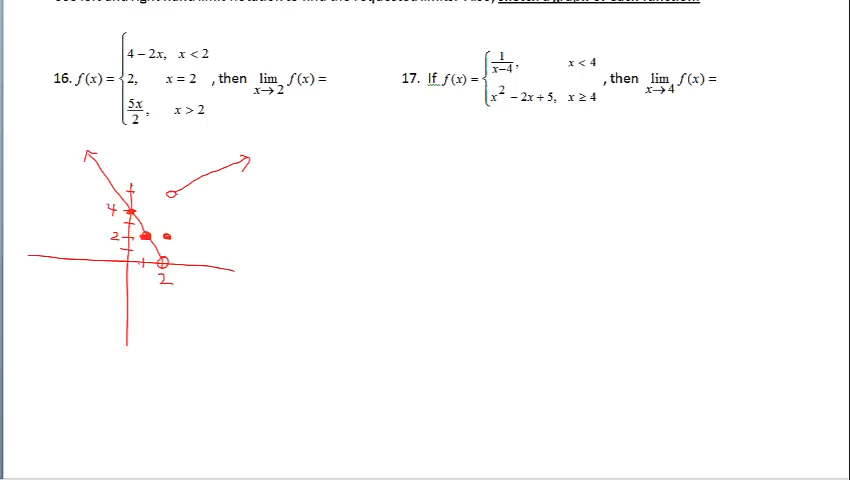 16. f(x) = { 4 − 2x, x < 2
2, x = 2 , then lim x→2 f(x) =
5x/2, x > 2
17. If f(x) = { 1/(x−4), x < 4
x² − 2x + 5, x ≥ 4 , then lim x→4 f(x) =
4
2
2